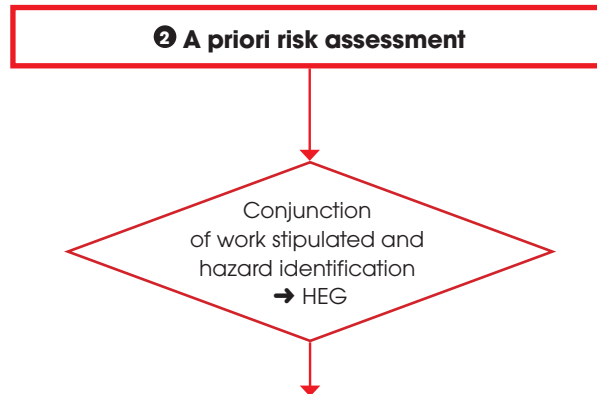 ❷ A priori risk assessment
Conjunction
of work stipulated and
hazard identification
➜ HEG